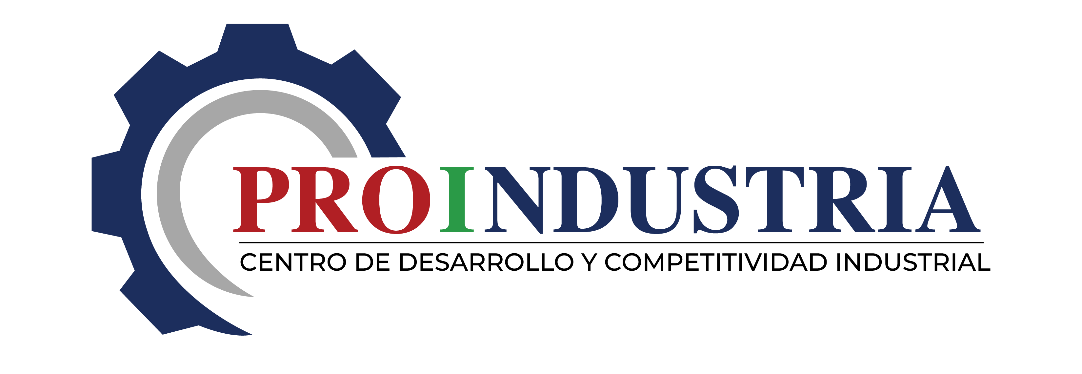 PROINDUSTRIA
CENTRO DE DESARROLLO Y COMPETITIVIDAD INDUSTRIAL